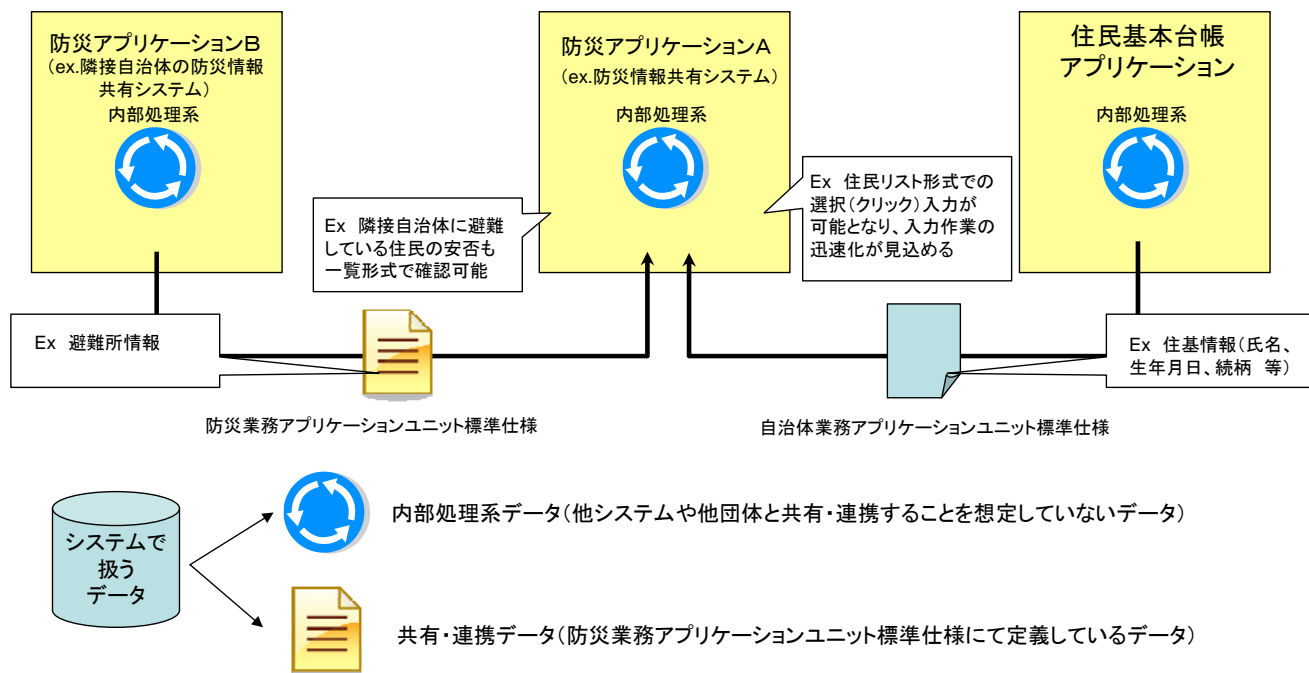 防災アプリケーションB
（ex.隣接自治体の防災情報
共有システム）
内部処理系
防災アプリケーションA
（ex.防災情報共有システム）
内部処理系
住民基本台帳
アプリケーション
内部処理系
Ex 隣接自治体に避難
している住民の安否も
一覧形式で確認可能
Ex 住民リスト形式での
選択（クリック）入力が
可能となり、入力作業の
迅速化が見込める
Ex 避難所情報
Ex 住基情報（氏名、
生年月日、続柄 等）
防災業務アプリケーションユニット標準仕様
自治体業務アプリケーションユニット標準仕様
システムで
扱う
データ
内部処理系データ（他システムや他団体と共有・連携することを想定していないデータ）
共有・連携データ（防災業務アプリケーションユニット標準仕様にて定義しているデータ）